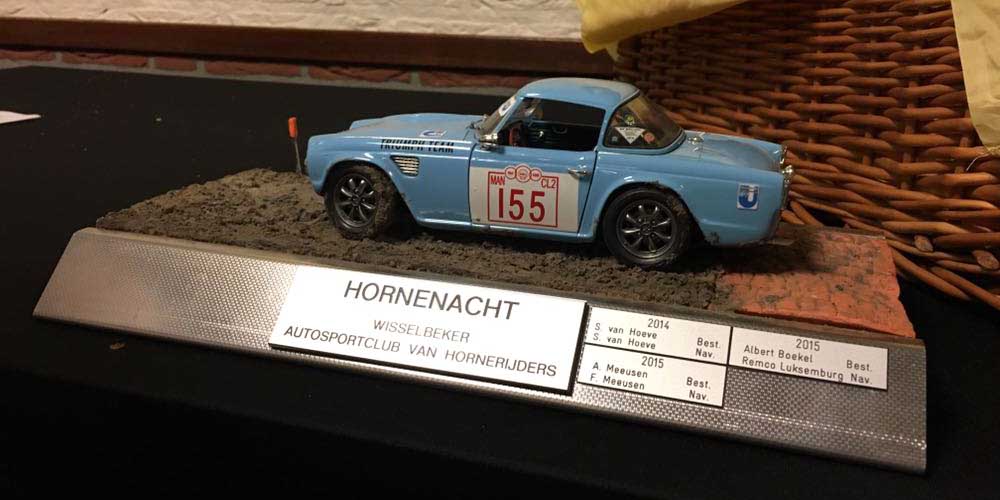 TRIUMPH TEAM
MAN
CL2
155
HORNENACHT
WISSELBEKER
AUTOSPORTCLUB VAN HORNERIJDERS
2014
S. van Hoeve Best.
S. van Hoeve Nav.
2015
A. Meeusen Best.
F. Meeusen Nav.
2015
Albert Boekel Best.
Remco Luksemburg Nav.